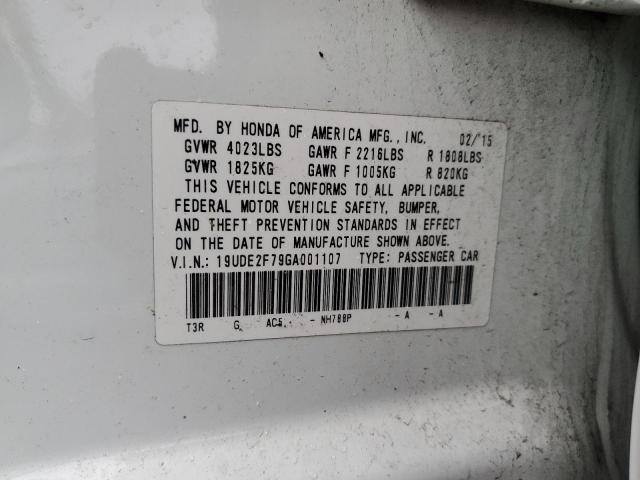 MFD. BY HONDA OF AMERICA MFG., INC. 02/15
GVWR 4023LBS GAWR F 2216LBS R 1808LBS
GVWR 1825KG GAWR F 1005KG R 820KG
THIS VEHICLE CONFORMS TO ALL APPLICABLE
FEDERAL MOTOR VEHICLE SAFETY, BUMPER,
AND THEFT PREVENTION STANDARDS IN EFFECT
ON THE DATE OF MANUFACTURE SHOWN ABOVE.
V.I.N.: 19UDE2F79GA001107 TYPE: PASSENGER CAR
T3R G AC5 - NH788P - A - A